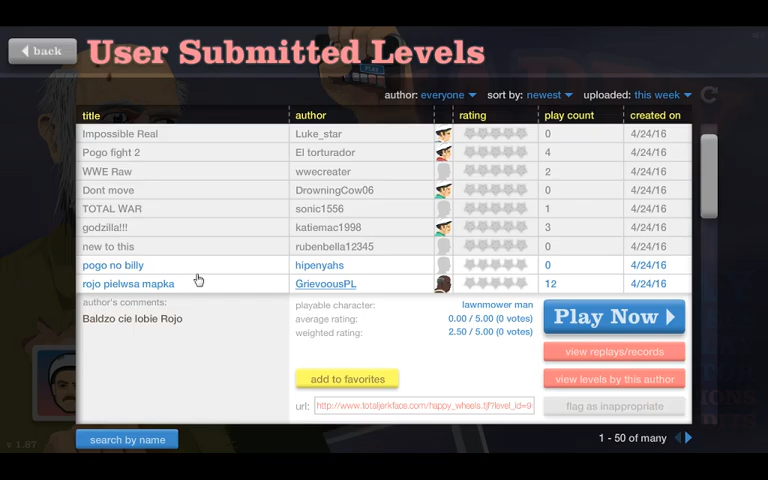 back
User Submitted Levels
author: everyone sort by: newest uploaded: this week
title author rating play count created on
Impossible Real Luke_star 0 4/24/16
Pogo fight 2 El torturador 4 4/24/16
WWE Raw wwecreater 2 4/24/16
Dont move DrowningCow06 0 4/24/16
TOTAL WAR sonic1556 1 4/24/16
godzilla!!! katiemac1998 3 4/24/16
new to this rubenbella12345 0 4/24/16
pogo no billy hipenyahs 0 4/24/16
rojo pielwsa mapka GrievoousPL 12 4/24/16
author's comments:
Baldzo cie lobie Rojo
playable character: lawnmower man
average rating: 0.00 / 5.00 (0 votes)
weighted rating: 2.50 / 5.00 (0 votes)
Play Now
view replays/records
add to favorites
view levels by this author
url: http://www.totaljerkface.com/happy_wheels.tjf?level_id=9
flag as inappropriate
search by name
1 - 50 of many
v 1.87